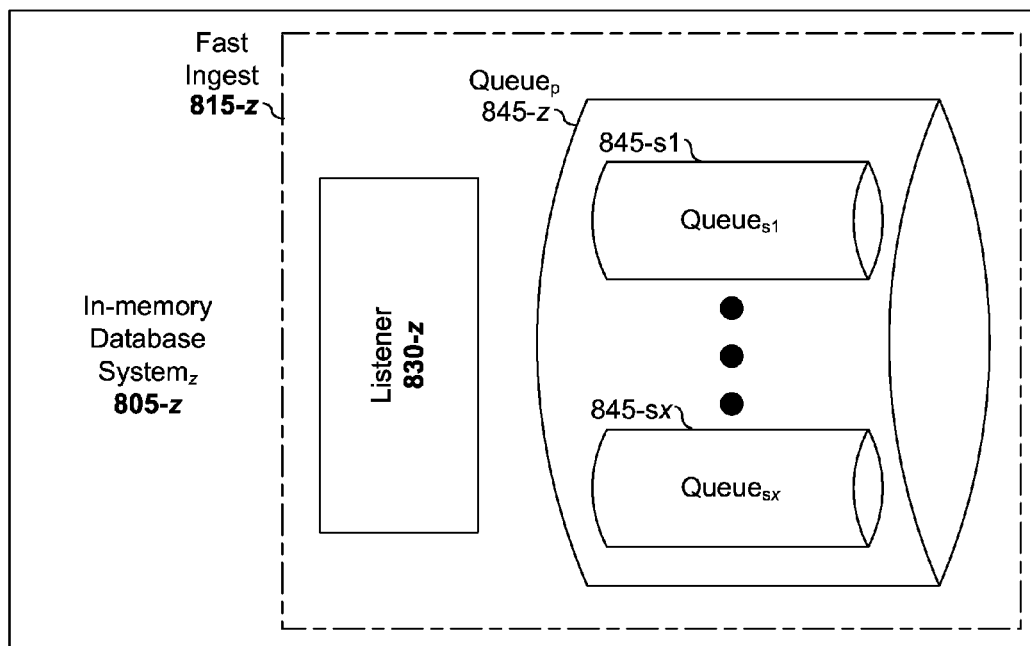 Fast
Ingest
815-z
Queuep
845-z
845-s1
Queues1
In-memory
Database
Systemz
805-z
Listener
830-z
845-sx
Queuesx